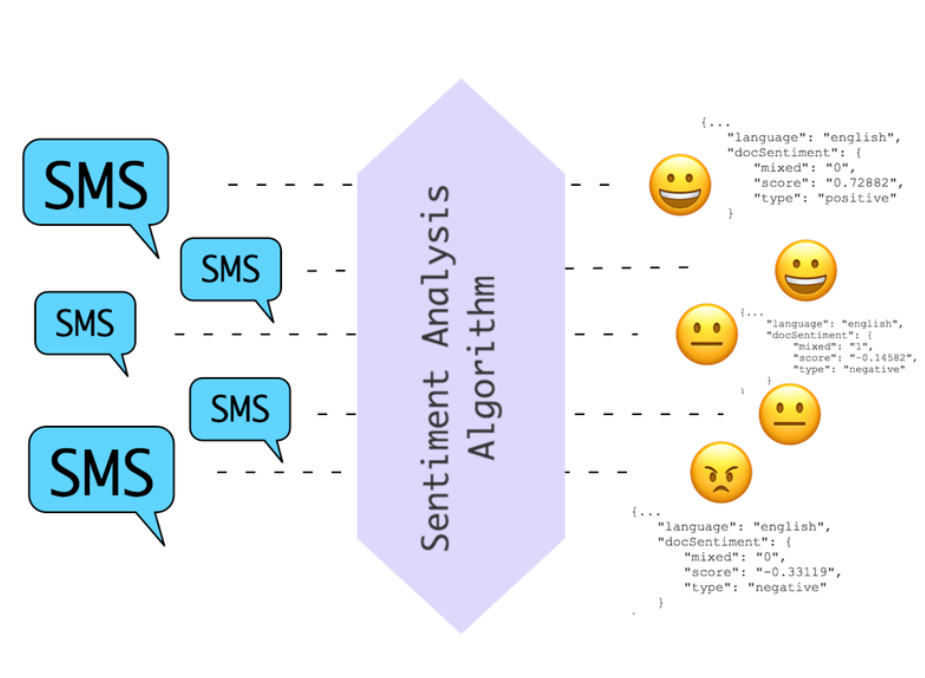 SMS
SMS
SMS
SMS
SMS
Sentiment Analysis
Algorithm
{...
"language": "english",
"docSentiment": {
"mixed": "0",
"score": "0.72882",
"type": "positive"
}
{...
"language": "english",
"docSentiment": {
"mixed": "1",
"score": "-0.14582",
"type": "negative"
}
}
{...
"language": "english",
"docSentiment": {
"mixed": "0",
"score": "-0.33119",
"type": "negative"
}
.